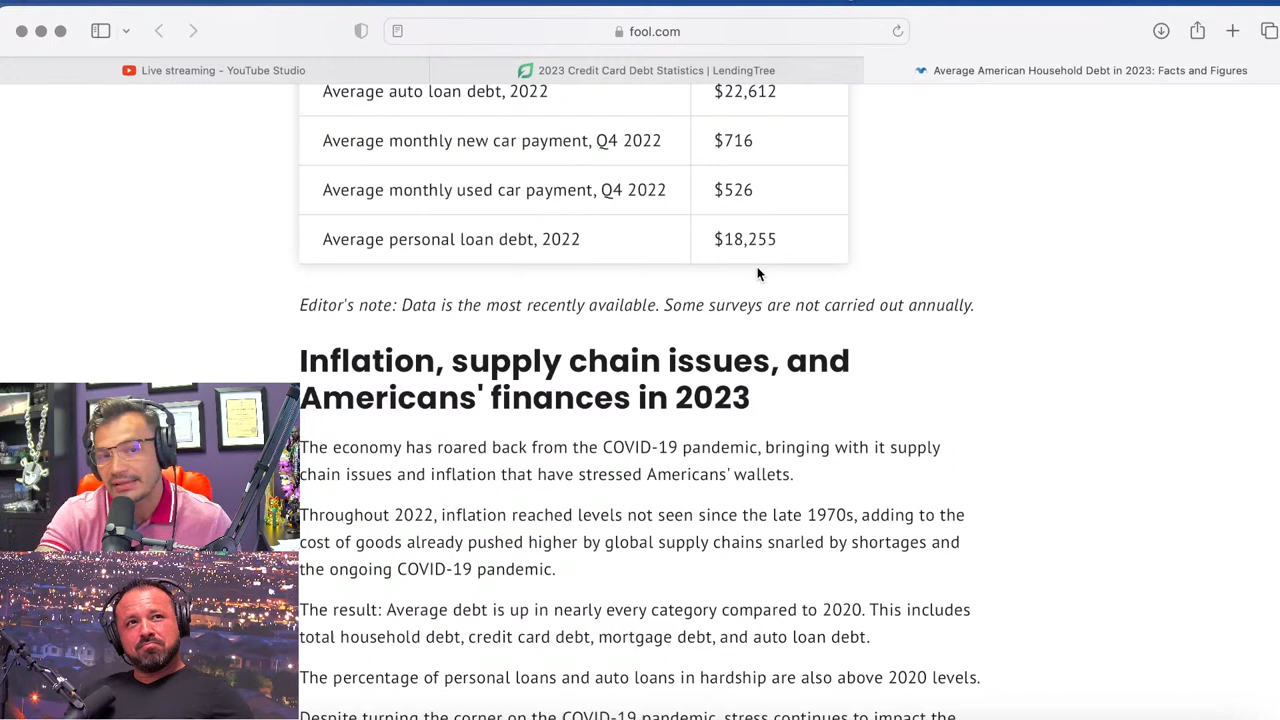 fool.com
Live streaming - YouTube Studio
2023 Credit Card Debt Statistics | LendingTree
Average American Household Debt in 2023: Facts and Figures
Average auto loan debt, 2022 $22,612
Average monthly new car payment, Q4 2022 $716
Average monthly used car payment, Q4 2022 $526
Average personal loan debt, 2022 $18,255
Editor's note: Data is the most recently available. Some surveys are not carried out annually.
Inflation, supply chain issues, and
Americans' finances in 2023
The economy has roared back from the COVID-19 pandemic, bringing with it supply
chain issues and inflation that have stressed Americans' wallets.
Throughout 2022, inflation reached levels not seen since the late 1970s, adding to the
cost of goods already pushed higher by global supply chains snarled by shortages and
the ongoing COVID-19 pandemic.
The result: Average debt is up in nearly every category compared to 2020. This includes
total household debt, credit card debt, mortgage debt, and auto loan debt.
The percentage of personal loans and auto loans in hardship are also above 2020 levels.
Despite turning the corner on the COVID-19 pandemic, stress continues to impact the